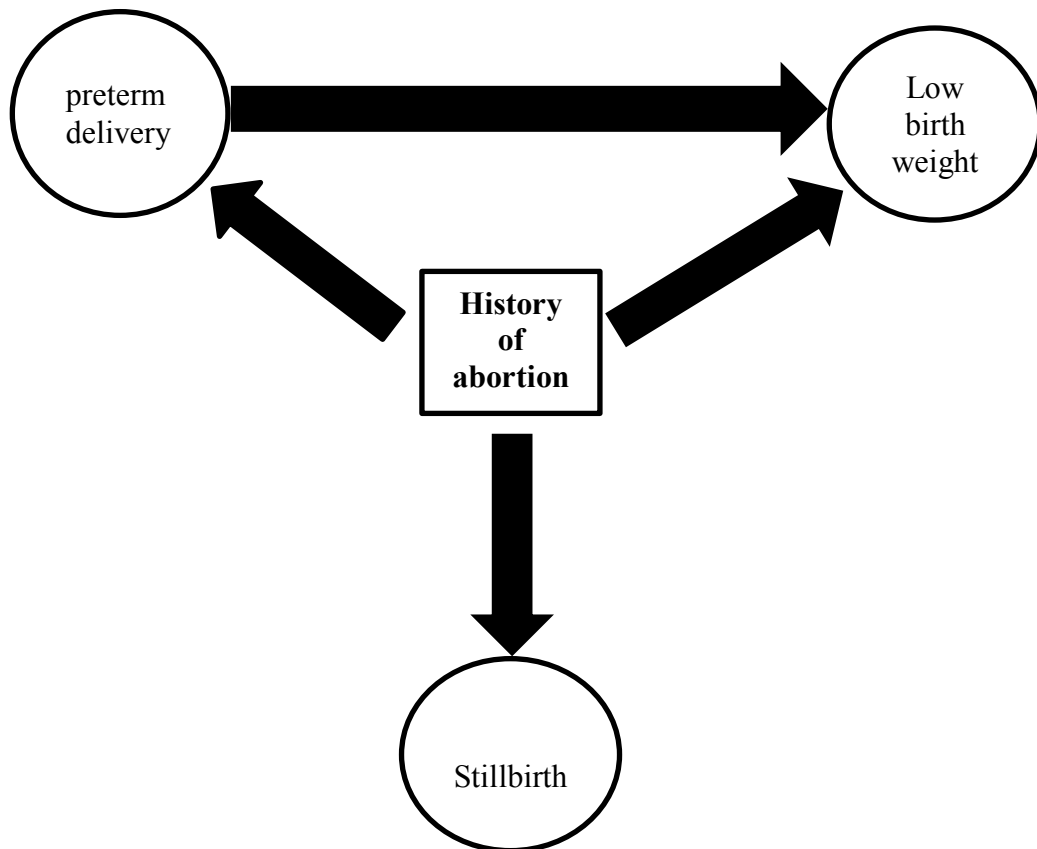 preterm
delivery
Low
birth
weight
History
of
abortion
Stillbirth